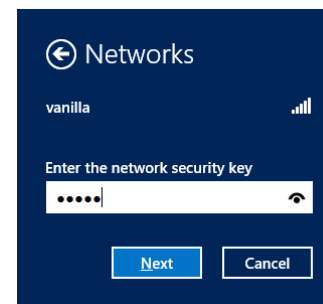 Networks
vanilla
Enter the network security key
•••••
Next
Cancel